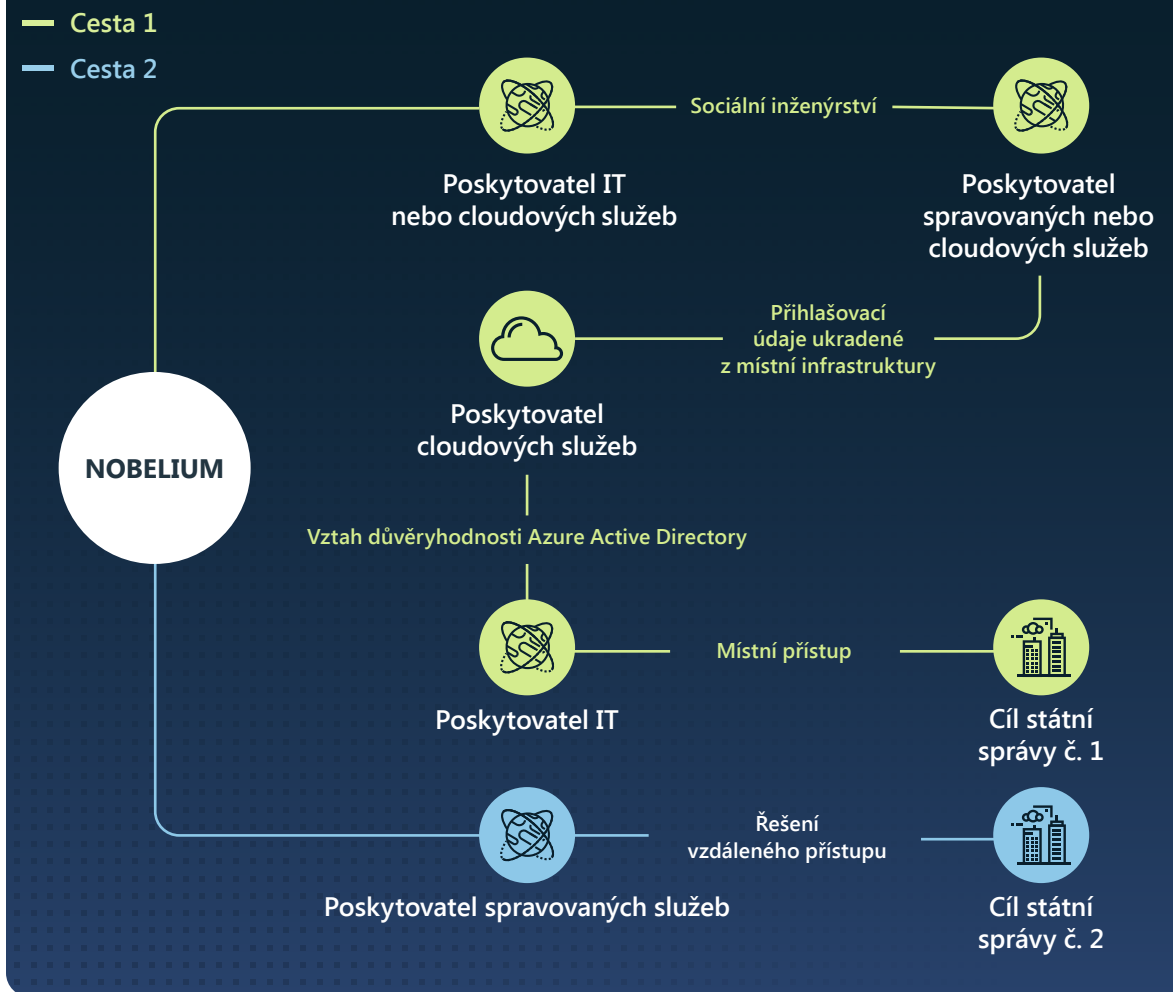 Cesta 1
Cesta 2
Sociální inženýrství
Poskytovatel IT
nebo cloudových služeb
Poskytovatel
spravovaných nebo
cloudových služeb
Přihlašovací
údaje ukradené
z místní infrastruktury
Poskytovatel
cloudových služeb
NOBELIUM
Vztah důvěryhodnosti Azure Active Directory
Místní přístup
Poskytovatel IT
Cíl státní
správy č. 1
Řešení
vzdáleného přístupu
Poskytovatel spravovaných služeb
Cíl státní
správy č. 2